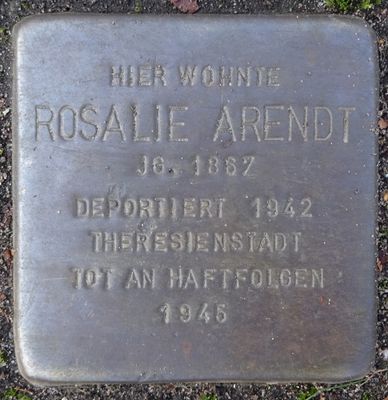 HIER WOHNTE
ROSALIE ARENDT
JG. 1867
DEPORTIERT 1942
THERESIENSTADT
TOT AN HAFTFOLGEN
1945